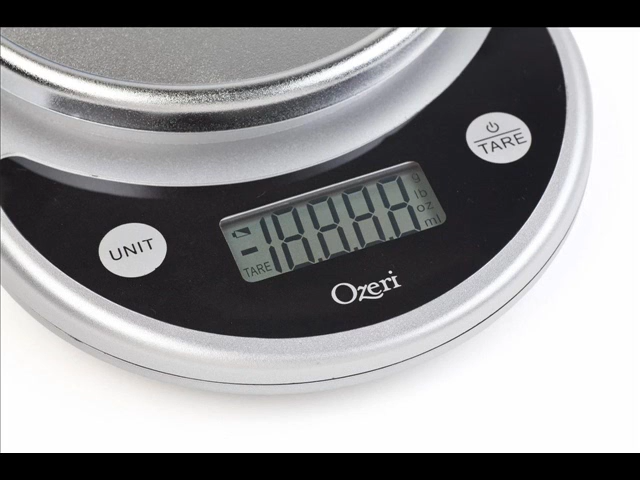 TARE
UNIT
-18.8.8.8
g
lb
oz
ml
TARE
Ozeri